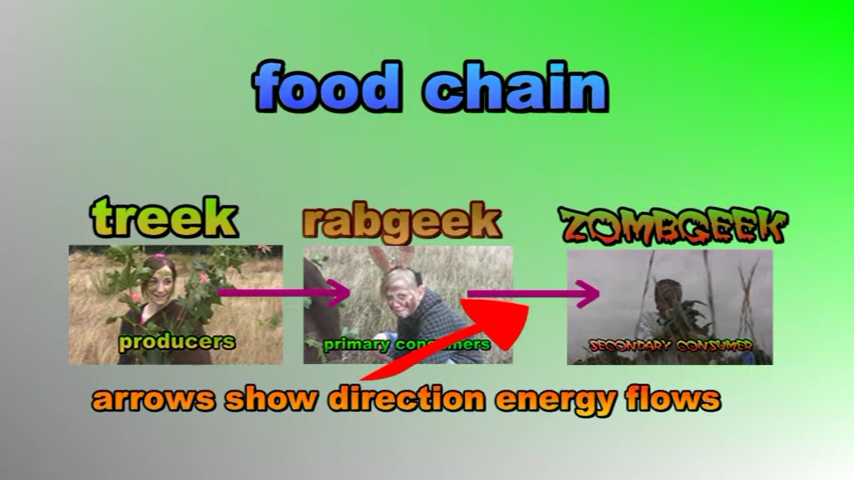 food chain
treek
rabgeek
ZOMBGEEK
producers
primary consumers
SECONDARY CONSUMER
arrows show direction energy flows